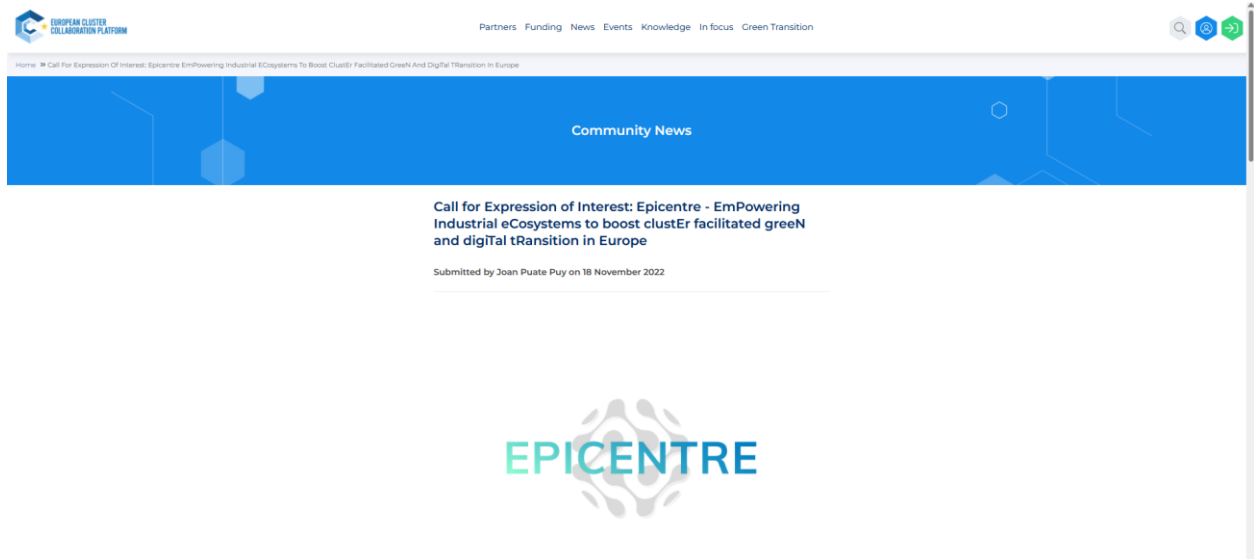 EUROPEAN CLUSTER
COLLABORATION PLATFORM
Partners Funding News Events Knowledge In focus Green Transition
Home » Call For Expression Of Interest: Epicentre EmPowering Industrial ECosystems To Boost ClustEr Facilitated GreeN And DigiTal TRansition In Europe
Community News
Call for Expression of Interest: Epicentre - EmPowering
Industrial eCosystems to boost clustEr facilitated greeN
and digiTal tRansition in Europe
Submitted by Joan Puate Puy on 18 November 2022
EPICENTRE